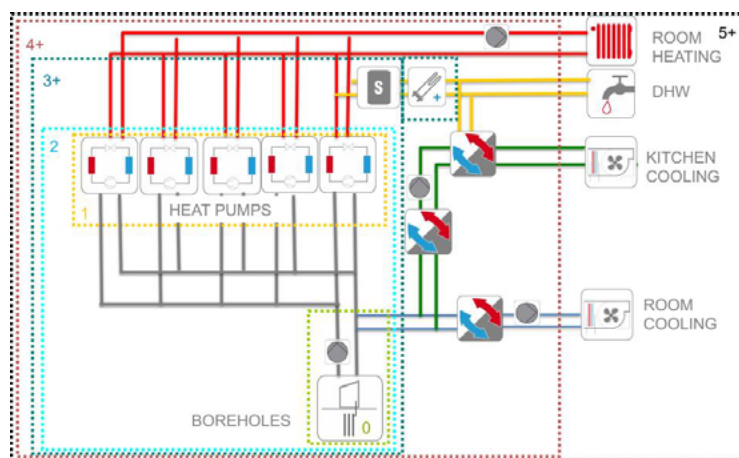 4+
5+
ROOM
HEATING
3+
S
+
DHW
2
KITCHEN
COOLING
1
HEAT PUMPS
ROOM
COOLING
BOREHOLES
0